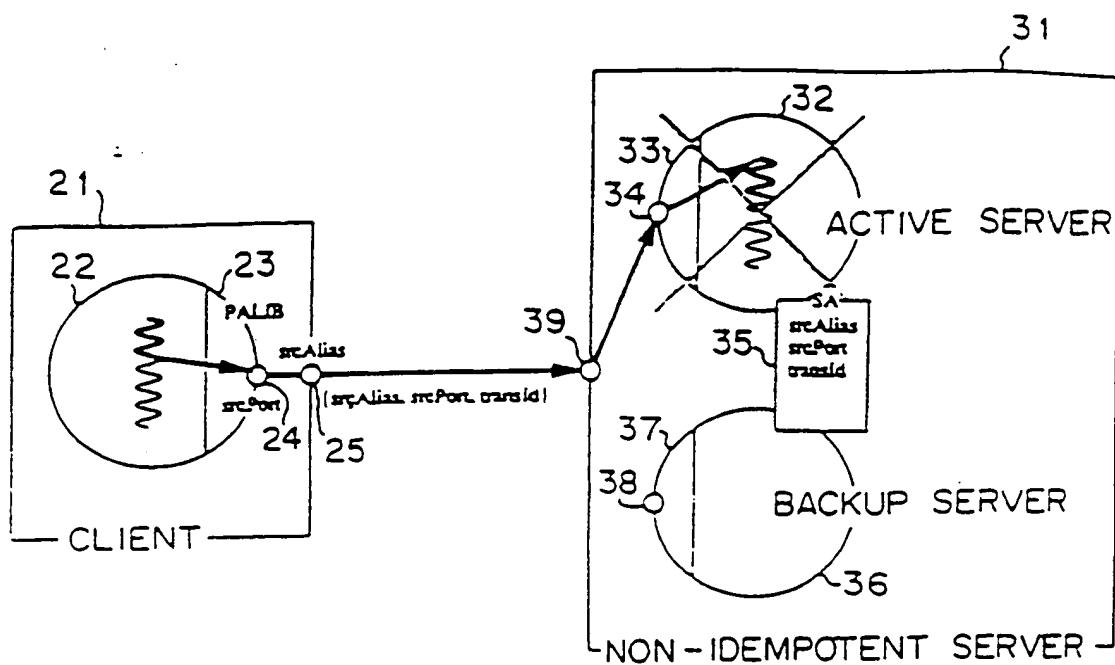 31
32
33
34
ACTIVE SERVER
21
22
23
PALIB
srcAlias
srcPort
24
25
(srcAlias, srcPort, transId)
39
35
SA
srcAlias
srcPort
transId
37
38
BACKUP SERVER
36
CLIENT
NON-IDEMPOTENT SERVER